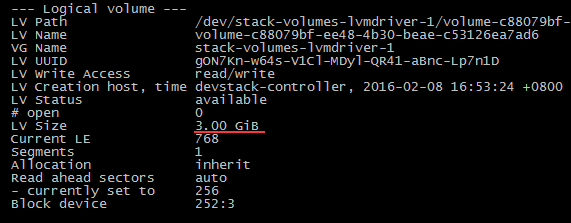 --- Logical volume ---
LV Path                /dev/stack-volumes-lvmdriver-1/volume-c88079bf-
LV Name                volume-c88079bf-ee48-4b30-beae-c53126ea7ad6
VG Name                stack-volumes-lvmdriver-1
LV UUID                gON7Kn-w64s-V1Cl-MDyl-QR41-aBnc-Lp7n1D
LV Write Access        read/write
LV Creation host, time devstack-controller, 2016-02-08 16:53:24 +0800
LV Status              available
# open                 0
LV Size                3.00 GiB
Current LE             768
Segments               1
Allocation             inherit
Read ahead sectors     auto
- currently set to     256
Block device           252:3